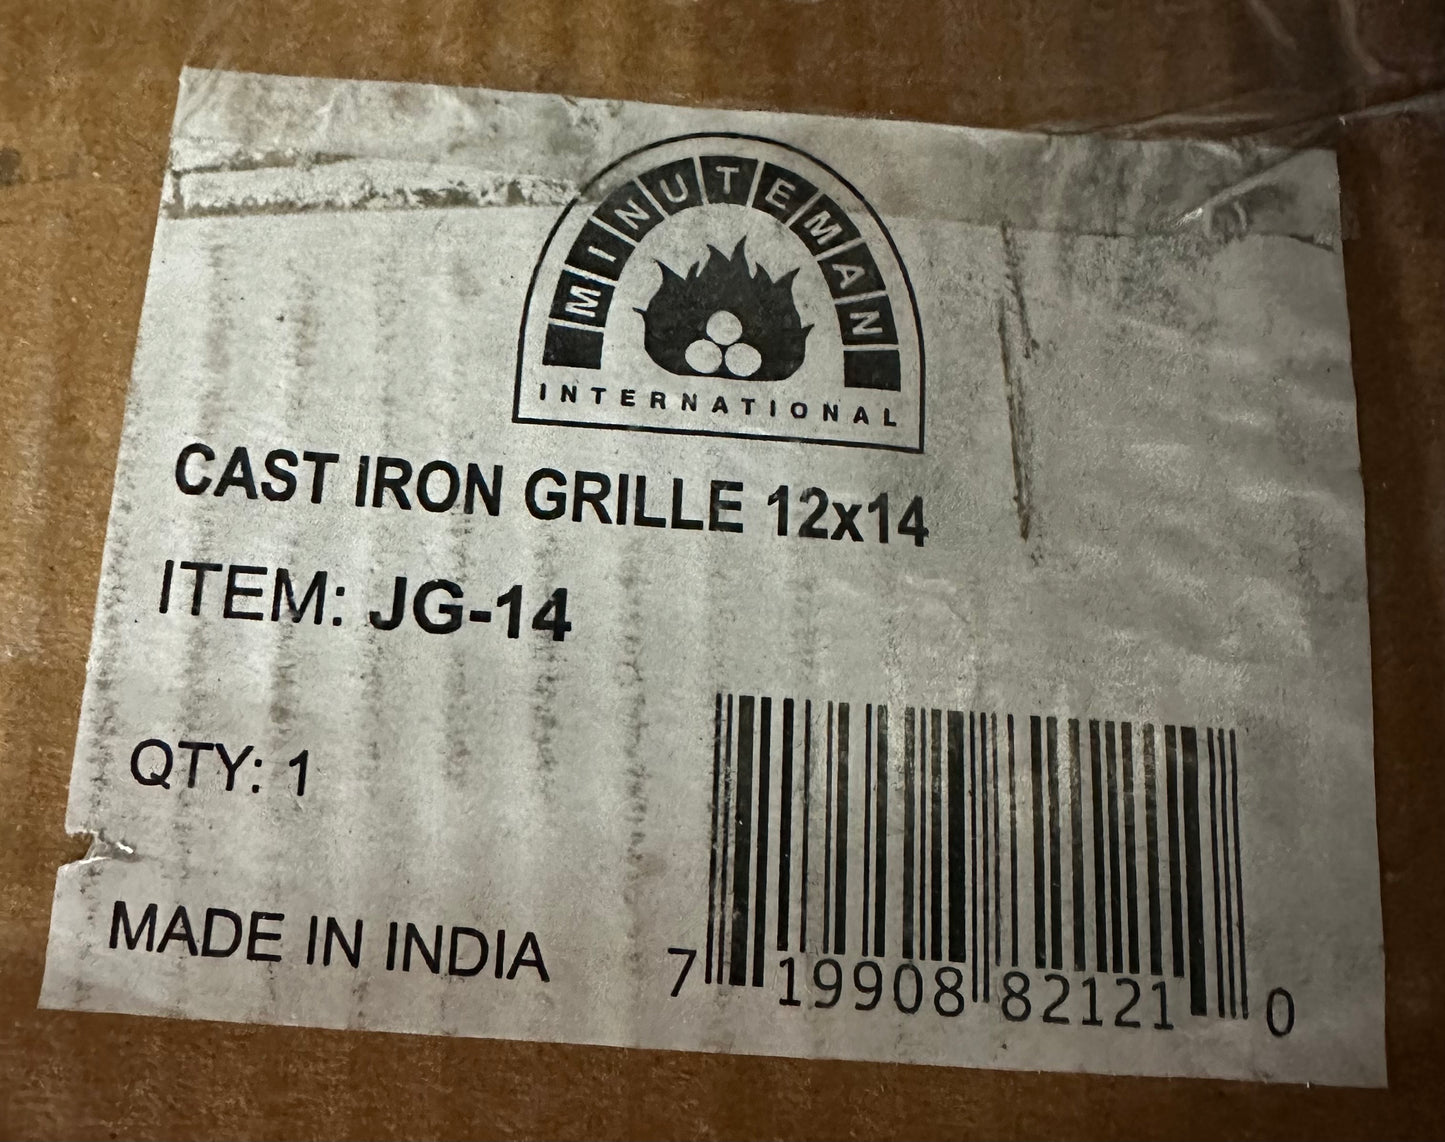 MINUTEMAN
INTERNATIONAL
CAST IRON GRILLE 12x14
ITEM: JG-14
QTY: 1
MADE IN INDIA
7 19908 82121 0